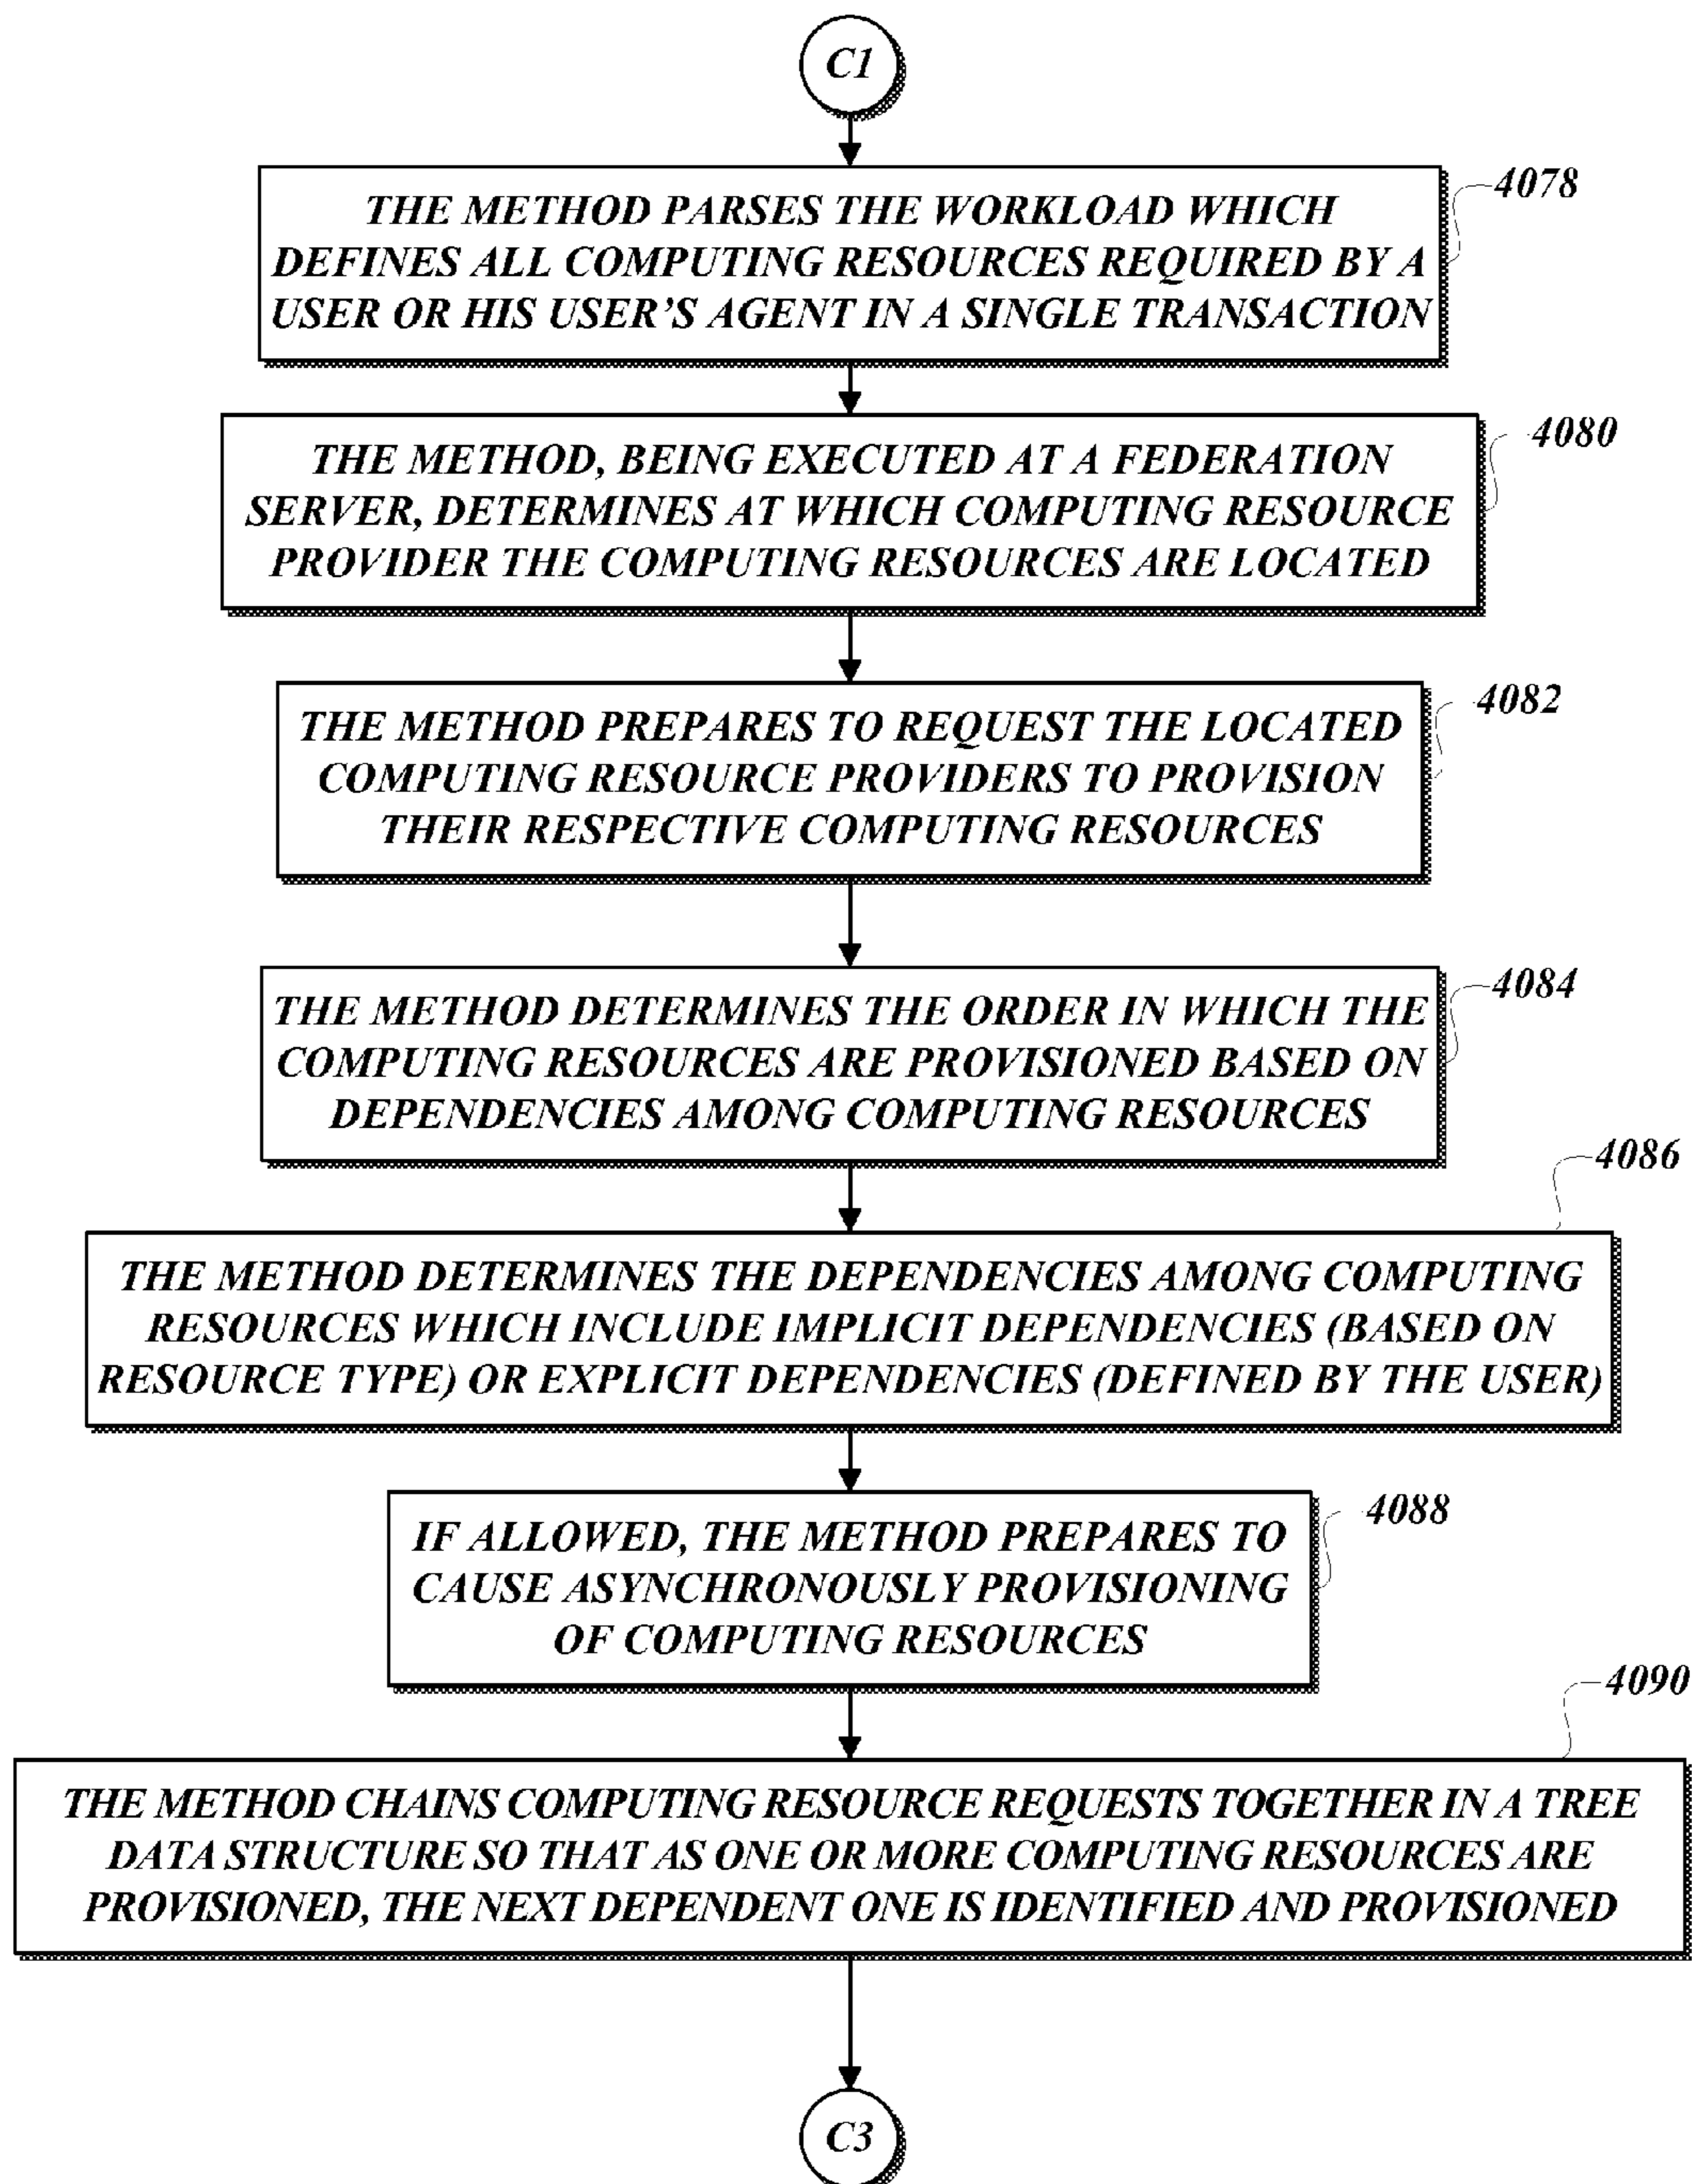 C1
4078
THE METHOD PARSES THE WORKLOAD WHICH
DEFINES ALL COMPUTING RESOURCES REQUIRED BY A
USER OR HIS USER'S AGENT IN A SINGLE TRANSACTION
4080
THE METHOD, BEING EXECUTED AT A FEDERATION
SERVER, DETERMINES AT WHICH COMPUTING RESOURCE
PROVIDER THE COMPUTING RESOURCES ARE LOCATED
4082
THE METHOD PREPARES TO REQUEST THE LOCATED
COMPUTING RESOURCE PROVIDERS TO PROVISION
THEIR RESPECTIVE COMPUTING RESOURCES
4084
THE METHOD DETERMINES THE ORDER IN WHICH THE
COMPUTING RESOURCES ARE PROVISIONED BASED ON
DEPENDENCIES AMONG COMPUTING RESOURCES
4086
THE METHOD DETERMINES THE DEPENDENCIES AMONG COMPUTING
RESOURCES WHICH INCLUDE IMPLICIT DEPENDENCIES (BASED ON
RESOURCE TYPE) OR EXPLICIT DEPENDENCIES (DEFINED BY THE USER)
4088
IF ALLOWED, THE METHOD PREPARES TO
CAUSE ASYNCHRONOUSLY PROVISIONING
OF COMPUTING RESOURCES
4090
THE METHOD CHAINS COMPUTING RESOURCE REQUESTS TOGETHER IN A TREE
DATA STRUCTURE SO THAT AS ONE OR MORE COMPUTING RESOURCES ARE
PROVISIONED, THE NEXT DEPENDENT ONE IS IDENTIFIED AND PROVISIONED
C3